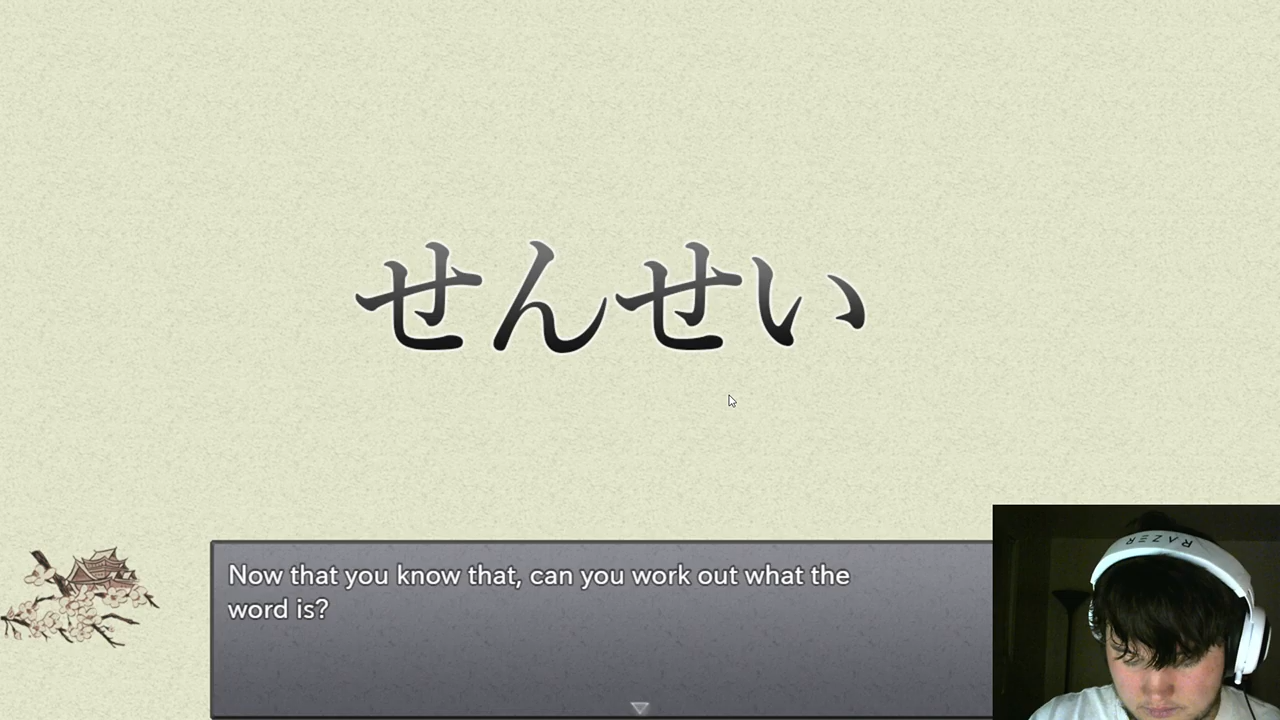 せんせい
Now that you know that, can you work out what the
word is?
RAZER